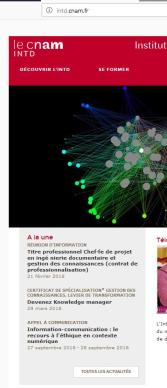 intd.cnam.fr
le cnam
INTD
Institut
DÉCOUVRIR L'INTD SE FORMER
A la une
RÉUNION D'INFORMATION
Titre professionnel Chef·fe de projet
en ingénierie documentaire et
gestion des connaissances (contrat de
professionnalisation)
21 février 2018
CERTIFICAT DE SPÉCIALISATION" GESTION DES
CONNAISSANCES, LEVIER DE TRANSFORMATION
Devenez Knowledge manager
29 mars 2018
APPEL À COMMUNICATION
Information-communication : le
recours à l'éthique en contexte
numérique
27 septembre 2018 - 28 septembre 2018
TOUTES LES ACTUALITÉS